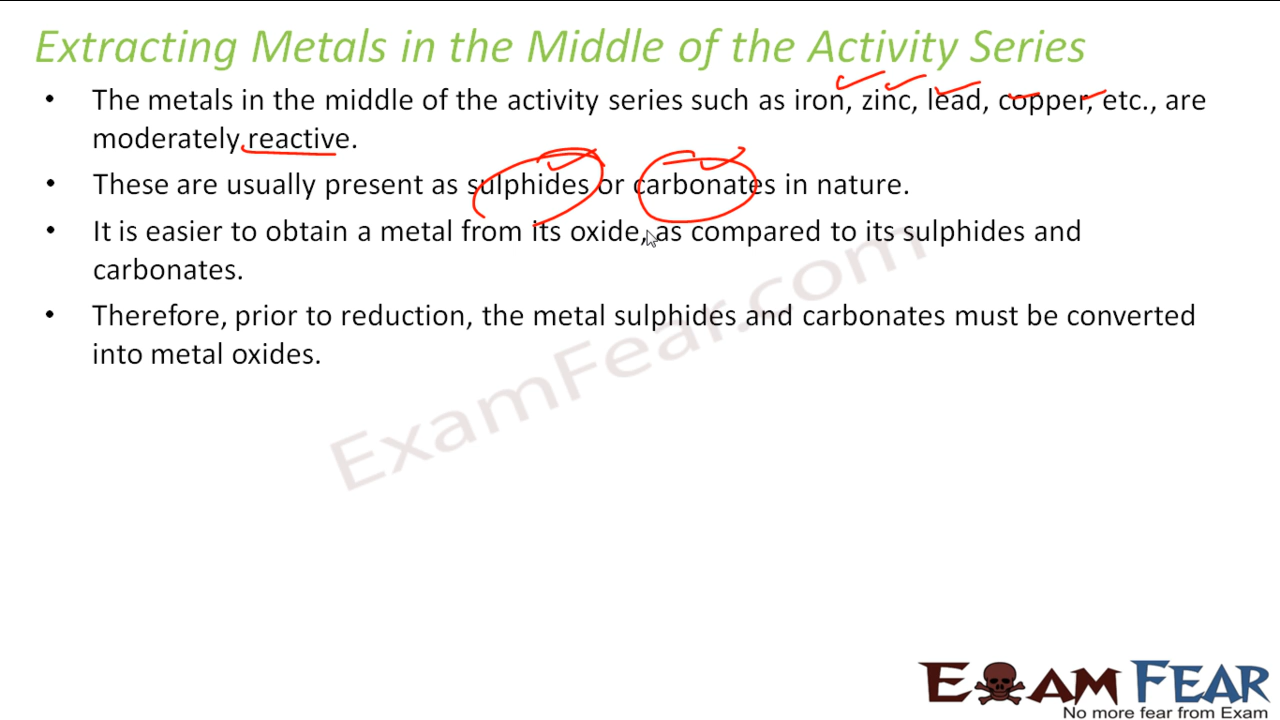 Extracting Metals in the Middle of the Activity Series
• The metals in the middle of the activity series such as iron, zinc, lead, copper, etc., are
moderately reactive.
• These are usually present as sulphides or carbonates in nature.
• It is easier to obtain a metal from its oxide, as compared to its sulphides and
carbonates.
• Therefore, prior to reduction, the metal sulphides and carbonates must be converted
into metal oxides.
ExamFear.com
EXAM FEAR
No more fear from Exam